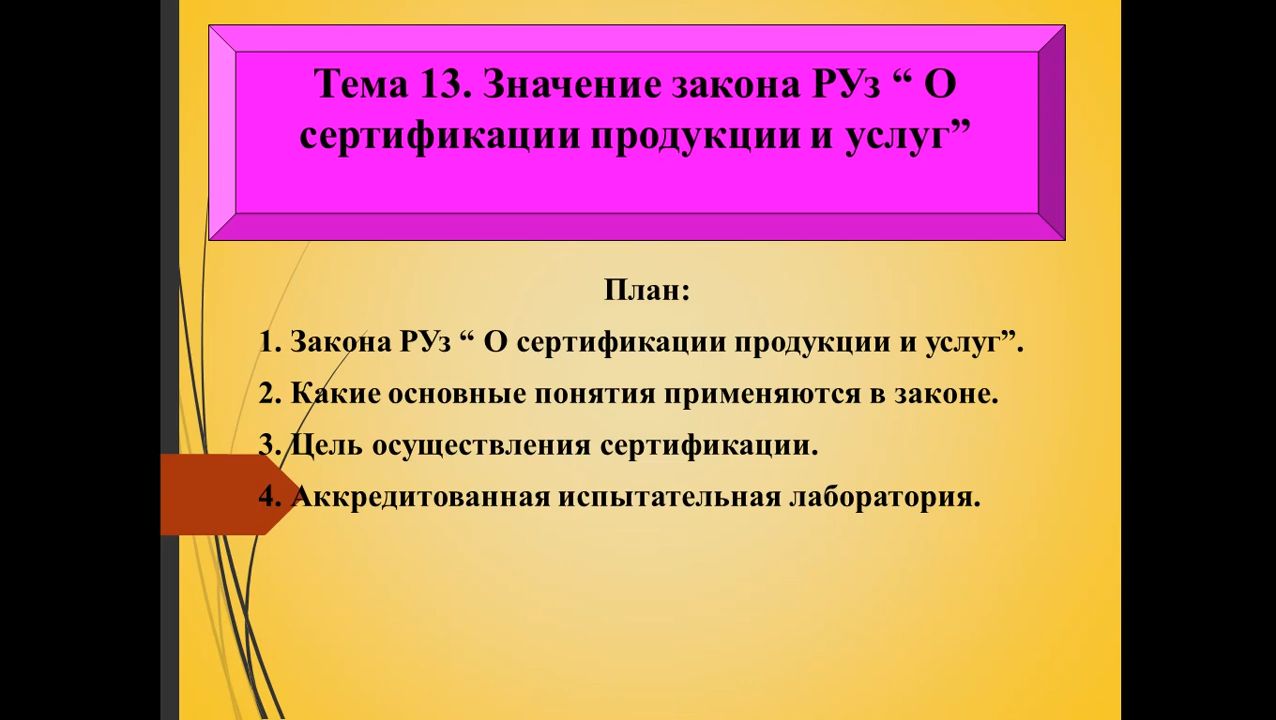 Тема 13. Значение закона РУз “ О
сертификации продукции и услуг”
План:
1. Закона РУз “ О сертификации продукции и услуг”.
2. Какие основные понятия применяются в законе.
3. Цель осуществления сертификации.
4. Аккредитованная испытательная лаборатория.